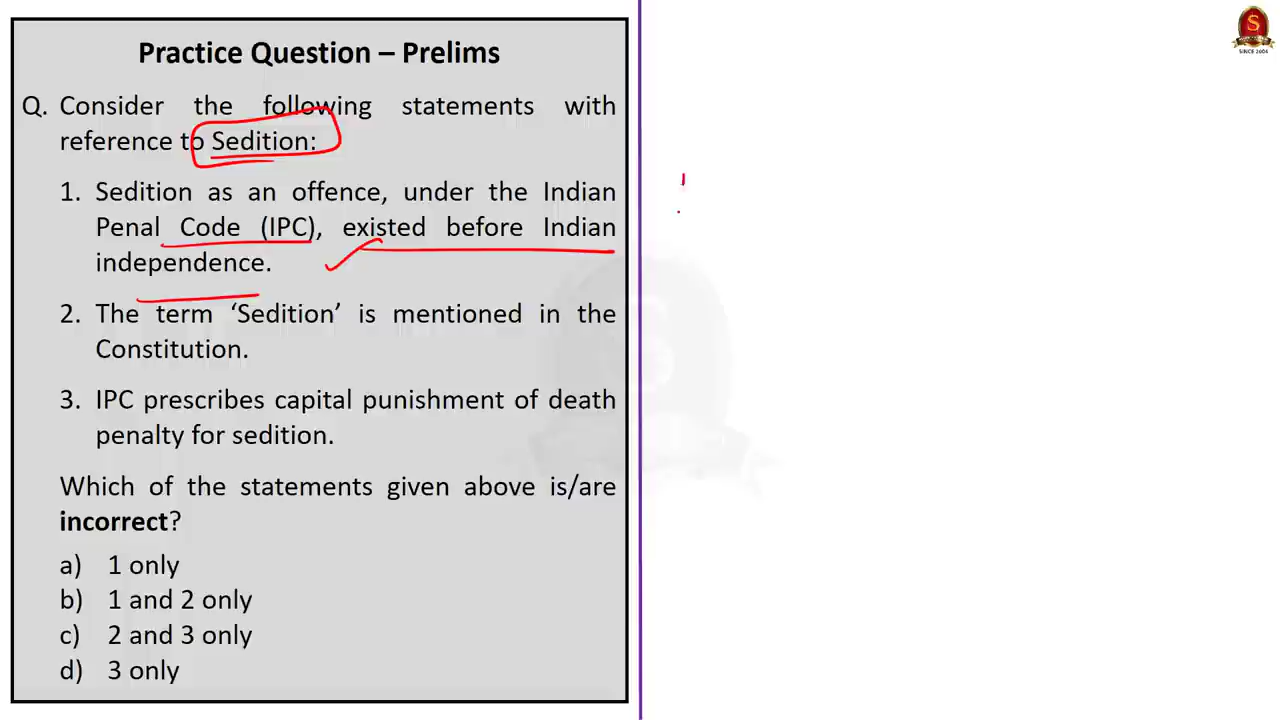 Practice Question – Prelims
Q. Consider the following statements with
reference to Sedition:
1. Sedition as an offence, under the Indian
Penal Code (IPC), existed before Indian
independence.
2. The term ‘Sedition’ is mentioned in the
Constitution.
3. IPC prescribes capital punishment of death
penalty for sedition.
Which of the statements given above is/are
incorrect?
a) 1 only
b) 1 and 2 only
c) 2 and 3 only
d) 3 only
S
SINCE 2004